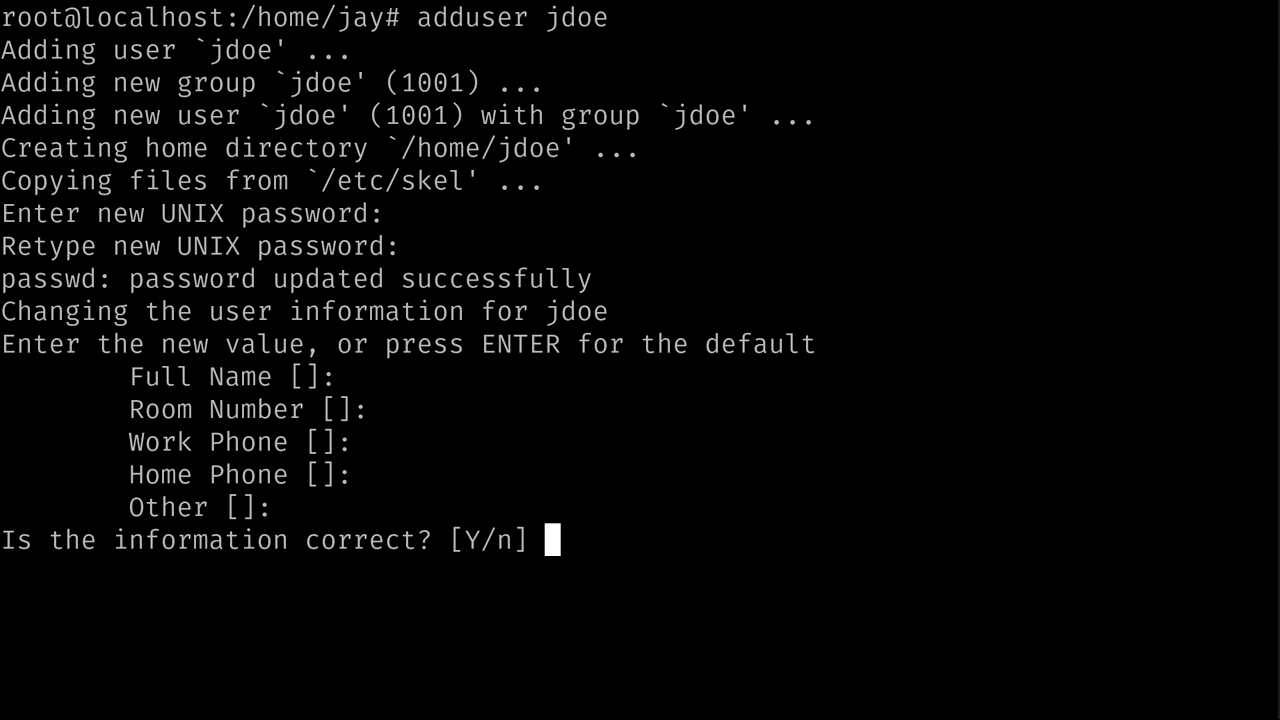 root@localhost:/home/jay# adduser jdoe
Adding user `jdoe' ...
Adding new group `jdoe' (1001) ...
Adding new user `jdoe' (1001) with group `jdoe' ...
Creating home directory `/home/jdoe' ...
Copying files from `/etc/skel' ...
Enter new UNIX password:
Retype new UNIX password:
passwd: password updated successfully
Changing the user information for jdoe
Enter the new value, or press ENTER for the default
        Full Name []:
        Room Number []:
        Work Phone []:
        Home Phone []:
        Other []:
Is the information correct? [Y/n]